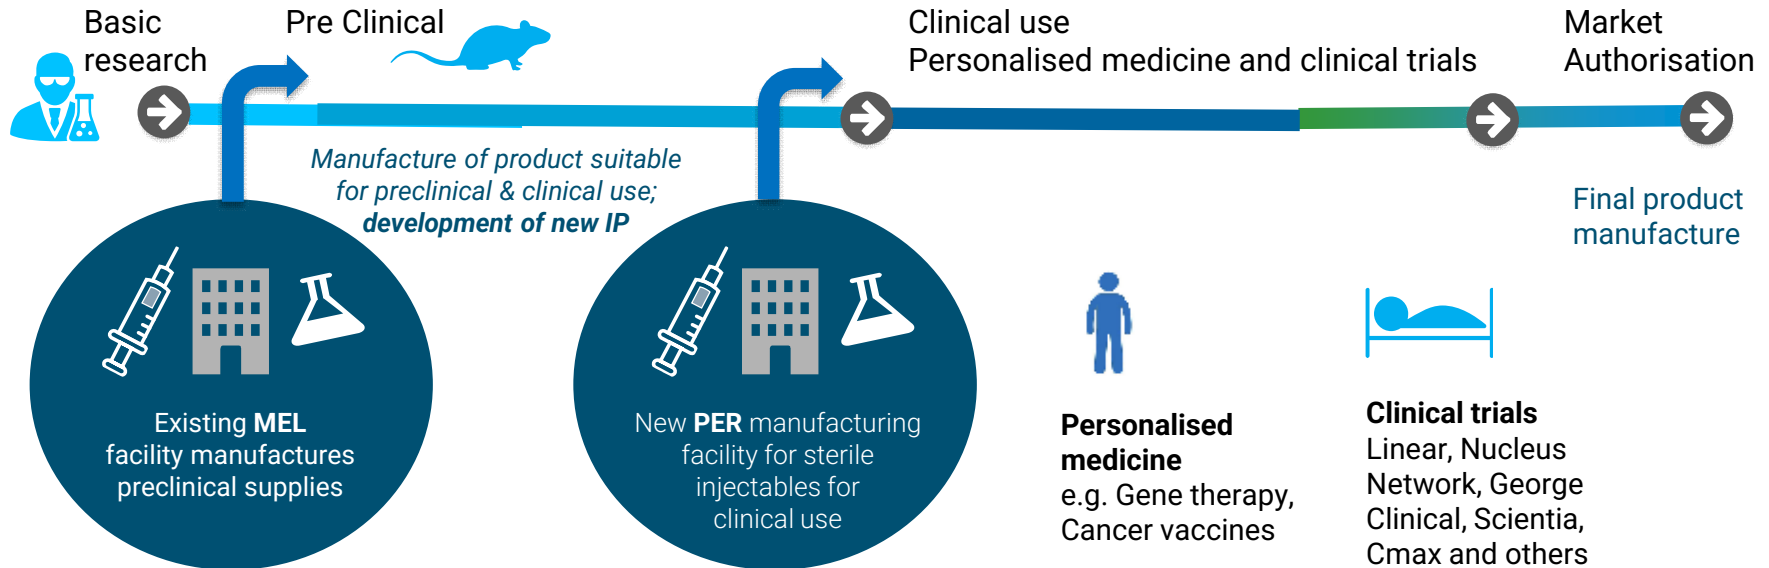 Basic
research
Pre Clinical
Clinical use
Personalised medicine and clinical trials
Market
Authorisation
Manufacture of product suitable
for preclinical & clinical use;
development of new IP
Final product
manufacture
Existing MEL
facility manufactures
preclinical supplies
New PER manufacturing
facility for sterile
injectables for
clinical use
Personalised
medicine
e.g. Gene therapy,
Cancer vaccines
Clinical trials
Linear, Nucleus
Network, George
Clinical, Scientia,
Cmax and others